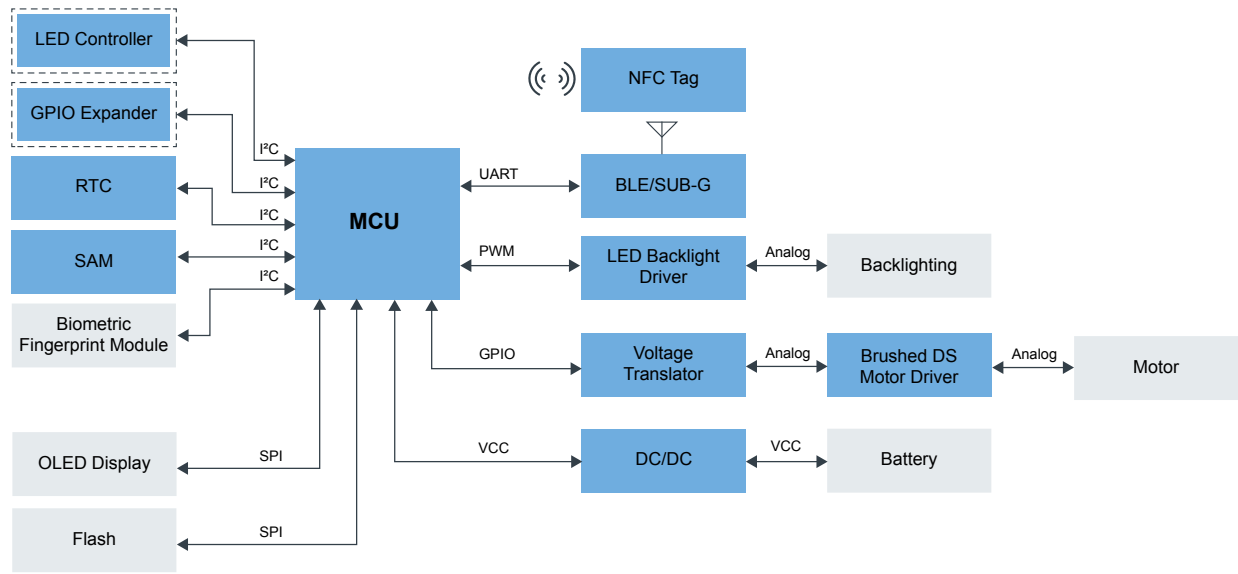 LED Controller
GPIO Expander
RTC
SAM
Biometric
Fingerprint Module
OLED Display
Flash
I²C
I²C
I²C
I²C
I²C
SPI
SPI
MCU
UART
PWM
GPIO
VCC
NFC Tag
BLE/SUB-G
LED Backlight
Driver
Analog
Backlighting
Voltage
Translator
Analog
Brushed DS
Motor Driver
Analog
Motor
DC/DC
VCC
Battery